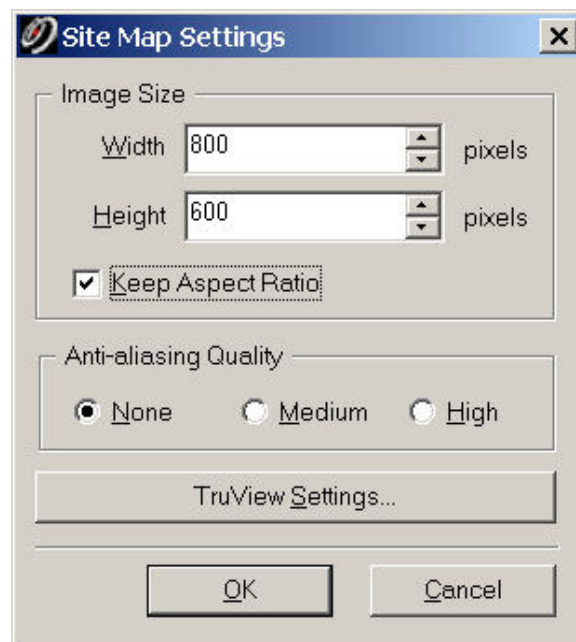 Site Map Settings
Image Size
Width 800 pixels
Height 600 pixels
Keep Aspect Ratio
Anti-aliasing Quality
None Medium High
TruView Settings...
OK Cancel